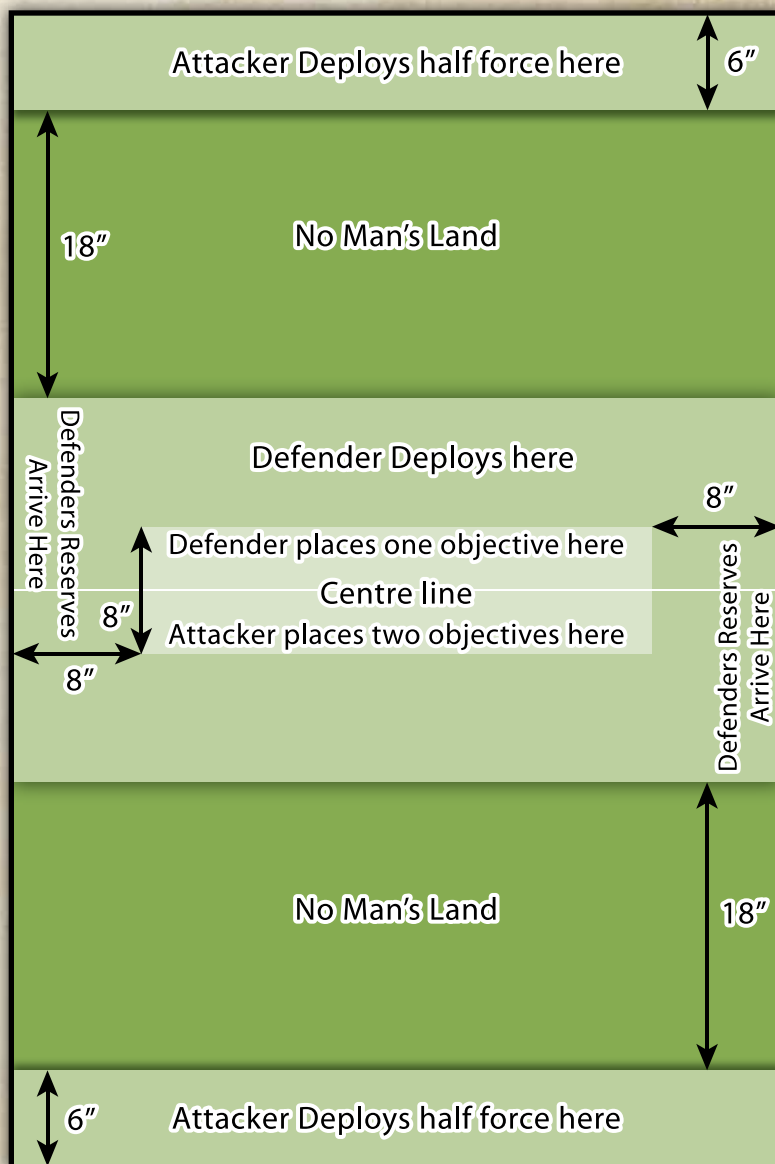 Attacker Deploys half force here
6”
18”
No Man’s Land
Defenders Reserves
Arrive Here
Defender Deploys here
8”
Defender places one objective here
Centre line
8”
Attacker places two objectives here
8”
Defenders Reserves
Arrive Here
No Man’s Land
18”
6”
Attacker Deploys half force here